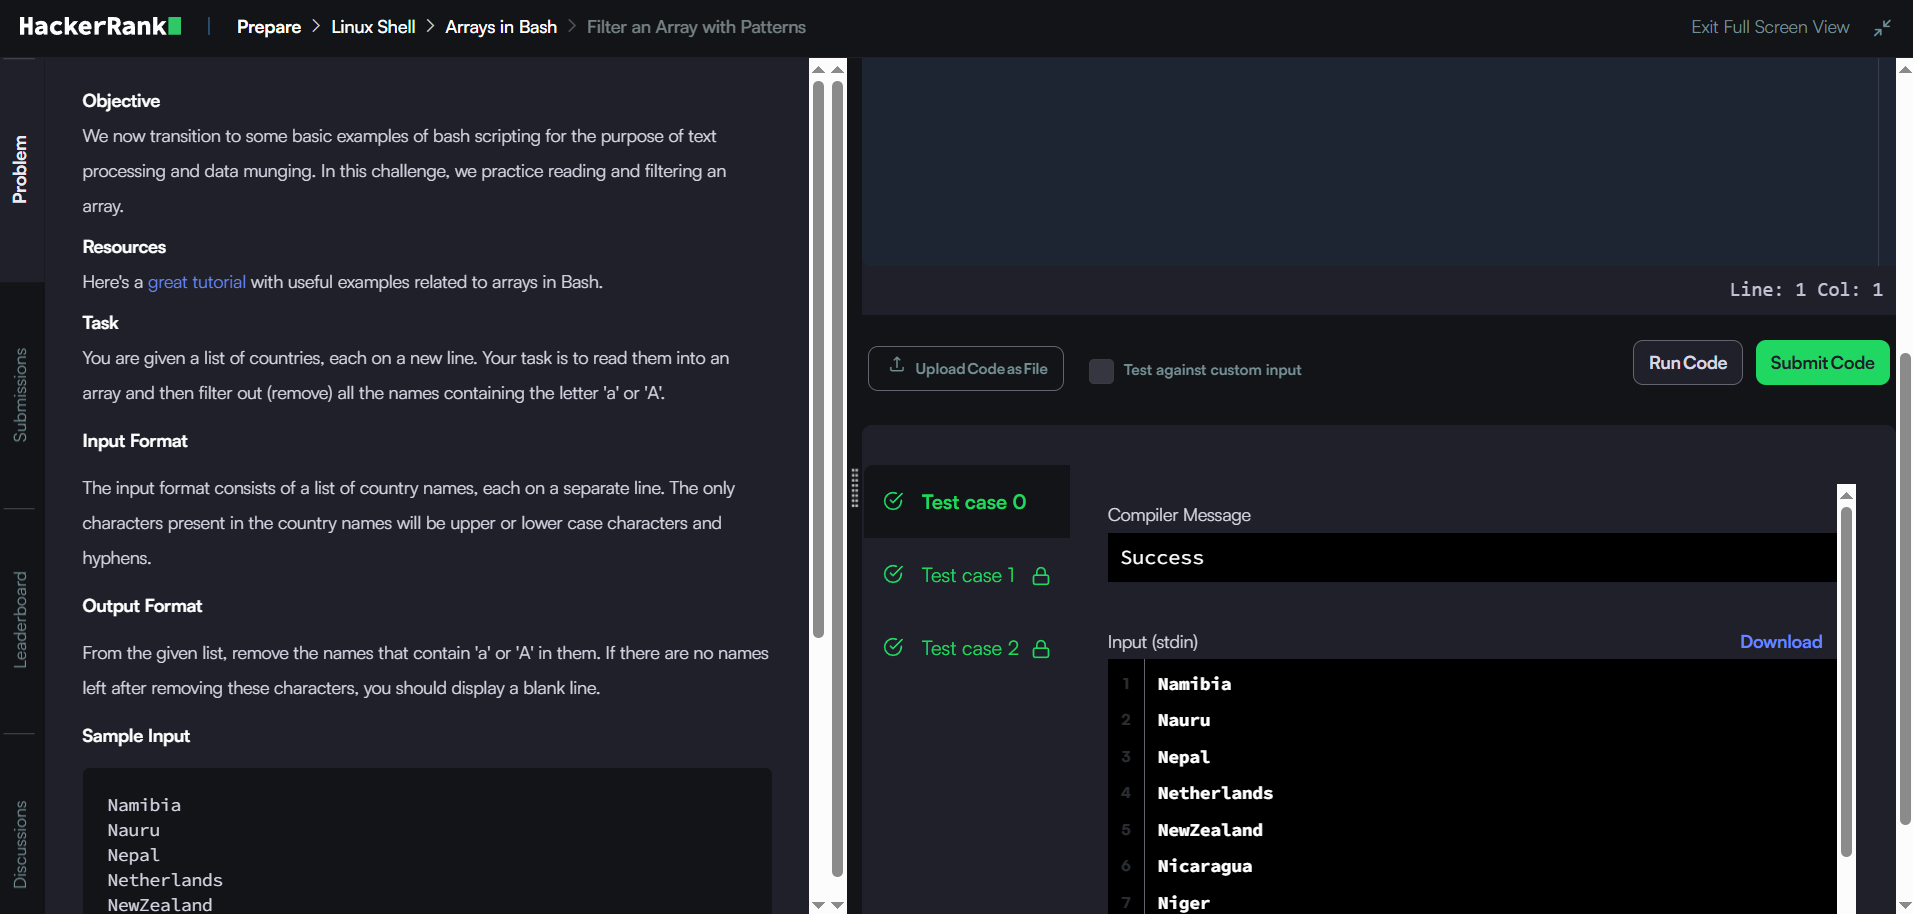 HackerRank
Prepare > Linux Shell > Arrays in Bash > Filter an Array with Patterns
Exit Full Screen View
Problem
Submissions
Leaderboard
Discussions
Objective
We now transition to some basic examples of bash scripting for the purpose of text
processing and data munging. In this challenge, we practice reading and filtering an
array.
Resources
Here's a great tutorial with useful examples related to arrays in Bash.
Task
You are given a list of countries, each on a new line. Your task is to read them into an
array and then filter out (remove) all the names containing the letter 'a' or 'A'.
Input Format
The input format consists of a list of country names, each on a separate line. The only
characters present in the country names will be upper or lower case characters and
hyphens.
Output Format
From the given list, remove the names that contain 'a' or 'A' in them. If there are no names
left after removing these characters, you should display a blank line.
Sample Input
Namibia
Nauru
Nepal
Netherlands
NewZealand
Line: 1 Col: 1
Upload Code as File
Test against custom input
Run Code
Submit Code
Test case 0
Test case 1
Test case 2
Compiler Message
Success
Input (stdin)
Download
1 Namibia
2 Nauru
3 Nepal
4 Netherlands
5 NewZealand
6 Nicaragua
7 Niger